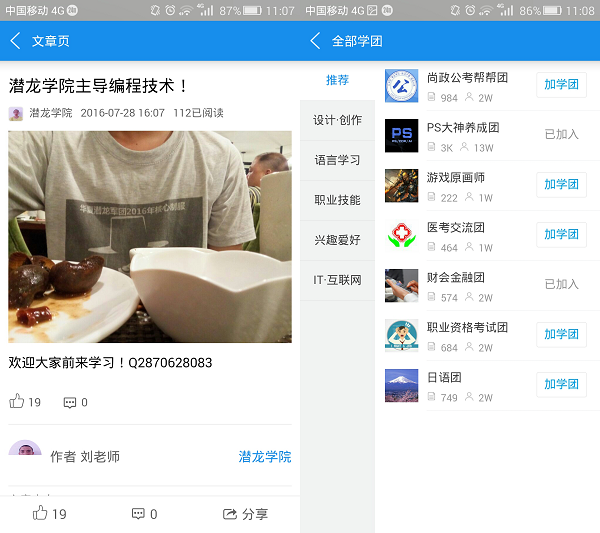 中国移动 4G HD 4G 87% 11:07
文章页
潜龙学院主导编程技术！
潜龙学院 2016-07-28 16:07 112已阅读
华夏潜龙军团2016年核心制服
欢迎大家前来学习！Q2870628083
19 0
作者 刘老师 潜龙学院
19 0 分享
中国移动 4G HD 4G 86% 11:08
全部学团
推荐
设计·创作
语言学习
职业技能
兴趣爱好
IT·互联网
尚政公考帮帮团 加学团
984 2W
PS
PS大神养成团 已加入
3K 13W
游戏原画师 加学团
222 1W
医考交流团 加学团
464 1W
财会金融团 已加入
574 2W
职业资格考试团 加学团
684 2W
日语团 加学团
749 2W